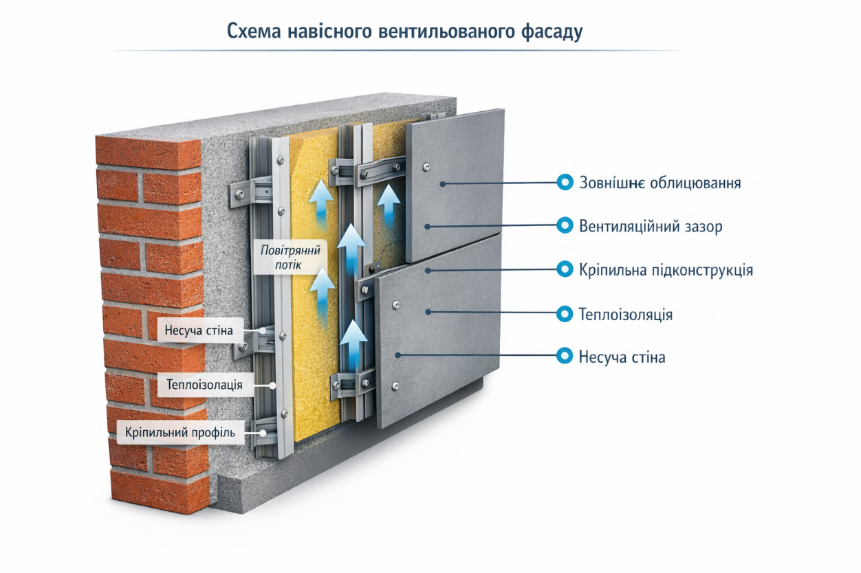 Схема навісного вентильованого фасаду
Зовнішнє облицювання
Вентиляційний зазор
Повітряний
потік
Кріпильна підконструкція
Теплоізоляція
Несуча стіна
Несуча стіна
Теплоізолація
Кріпильний профіль